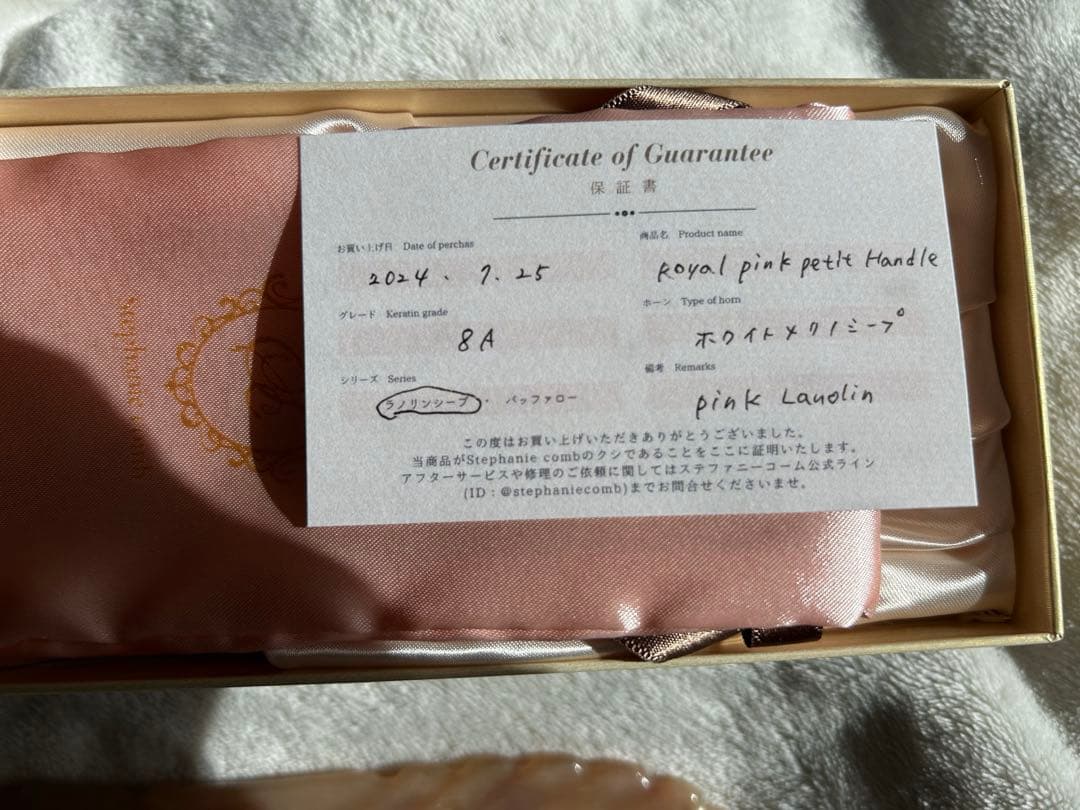 Certificate of Guarantee
保証書
お買い上げ日 Date of perchas
2024. 7. 25
商品名 Product name
Royal pink petit Handle
グレード Keratin grade
8A
ホーン Type of horn
ホワイトメリノシープ
シリーズ Series
ラノリンシープ ・ バッファロー
備考 Remarks
pink Lanolin
この度はお買い上げいただきありがとうございました。
当商品がStephanie combのクシであることをここに証明いたします。
アフターサービスや修理のご依頼に関してはステファニーコーム公式ライン
(ID：@stephaniecomb)までお問合せくださいませ。
Stephanie